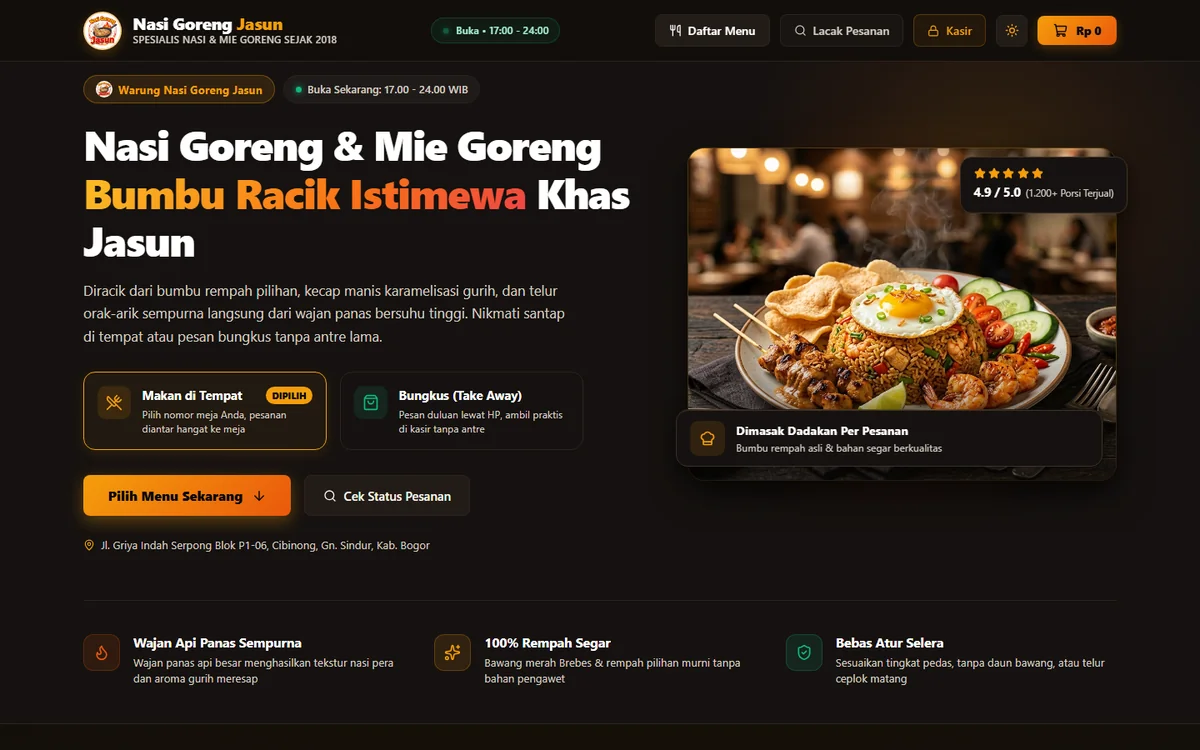 Nasi Goreng Jasun
SPESIALIS NASI & MIE GORENG SEJAK 2018
Buka • 17:00 - 24:00
Daftar Menu
Lacak Pesanan
Kasir
Rp 0
Warung Nasi Goreng Jasun
Buka Sekarang: 17.00 - 24.00 WIB
Nasi Goreng & Mie Goreng
Bumbu Racik Istimewa Khas
Jasun
Diracik dari bumbu rempah pilihan, kecap manis karamelisasi gurih, dan telur
orak-arik sempurna langsung dari wajan panas bersuhu tinggi. Nikmati santap
di tempat atau pesan bungkus tanpa antre lama.
4.9 / 5.0 (1.200+ Porsi Terjual)
Makan di Tempat
DIPILIH
Pilih nomor meja Anda, pesanan
diantar hangat ke meja
Bungkus (Take Away)
Pesan duluan lewat HP, ambil praktis
di kasir tanpa antre
Dimasak Dadakan Per Pesanan
Bumbu rempah asli & bahan segar berkualitas
Pilih Menu Sekarang
Cek Status Pesanan
Jl. Griya Indah Serpong Blok P1-06, Cibinong, Gn. Sindur, Kab. Bogor
Wajan Api Panas Sempurna
Wajan panas api besar menghasilkan tekstur nasi pera
dan aroma gurih meresap
100% Rempah Segar
Bawang merah Brebes & rempah pilihan murni tanpa
bahan pengawet
Bebas Atur Selera
Sesuaikan tingkat pedas, tanpa daun bawang, atau telur
ceplok matang